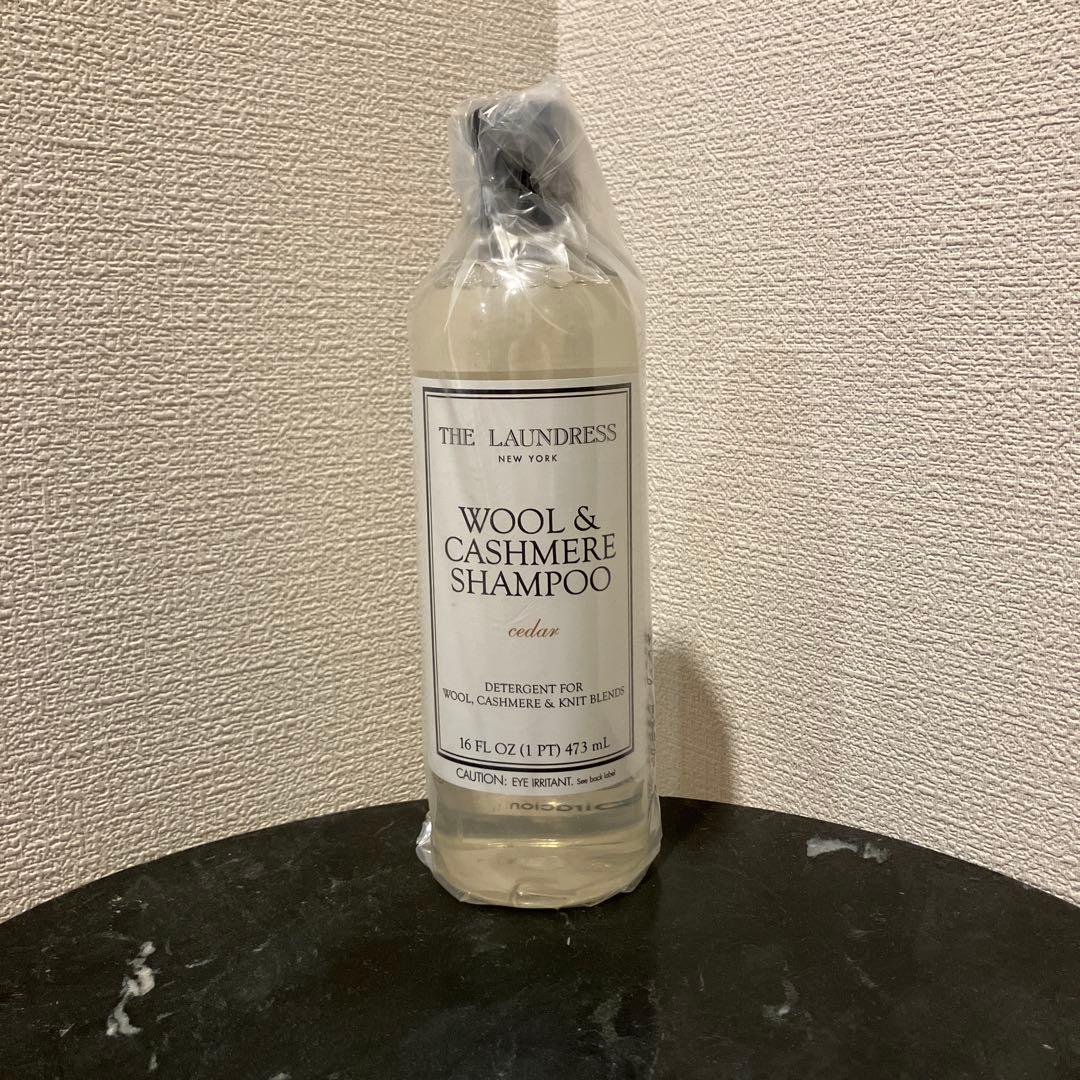 THE LAUNDRESS
NEW YORK
WOOL &
CASHMERE
SHAMPOO
cedar
DETERGENT FOR
WOOL, CASHMERE & KNIT BLENDS
16 FL OZ (1 PT) 473 mL
CAUTION: EYE IRRITANT. See back label